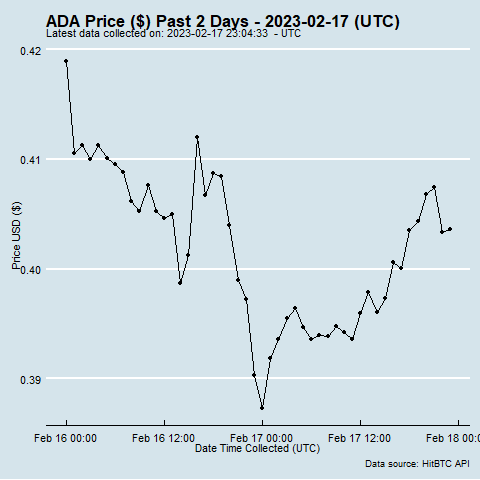 ADA Price ($) Past 2 Days - 2023-02-17 (UTC)
Latest data collected on: 2023-02-17 23:04:33 - UTC
0.42
0.41
0.40
0.39
Price USD ($)
Feb 16 00:00 Feb 16 12:00 Feb 17 00:00 Feb 17 12:00 Feb 18 00:0
Date Time Collected (UTC)
Data source: HitBTC API